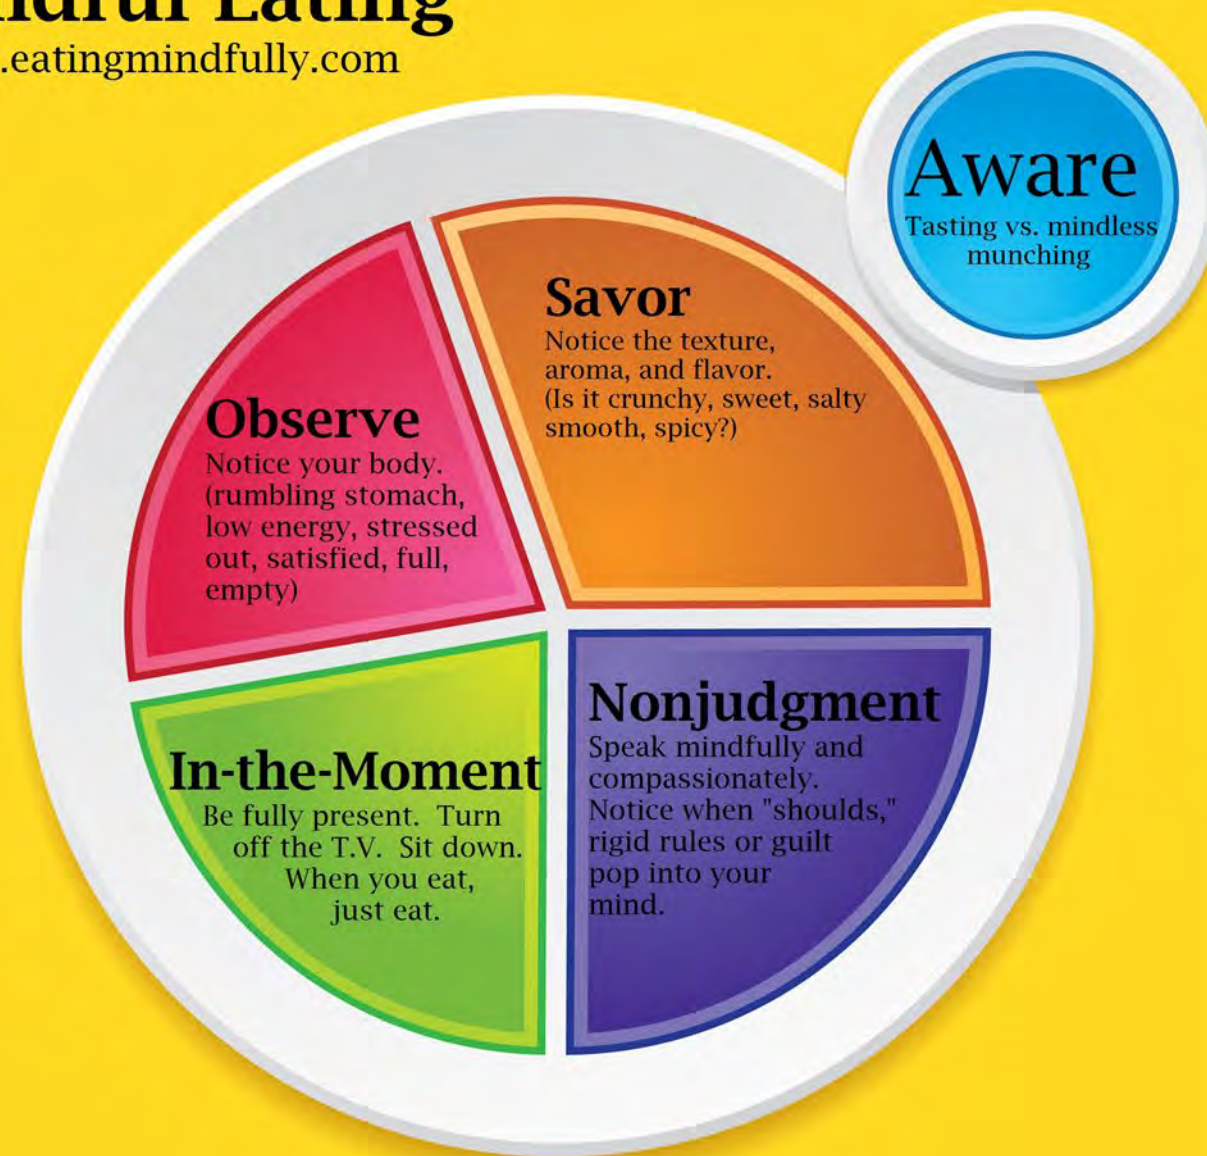 ndful Eating
.eatingmindfully.com
Aware
Tasting vs. mindless
munching
Savor
Notice the texture,
aroma, and flavor.
(Is it crunchy, sweet, salty
smooth, spicy?)
Observe
Notice your body.
(rumbling stomach,
low energy, stressed
out, satisfied, full,
empty)
In-the-Moment
Be fully present.  Turn
off the T.V.  Sit down.
When you eat,
just eat.
Nonjudgment
Speak mindfully and
compassionately.
Notice when "shoulds,"
rigid rules or guilt
pop into your
mind.